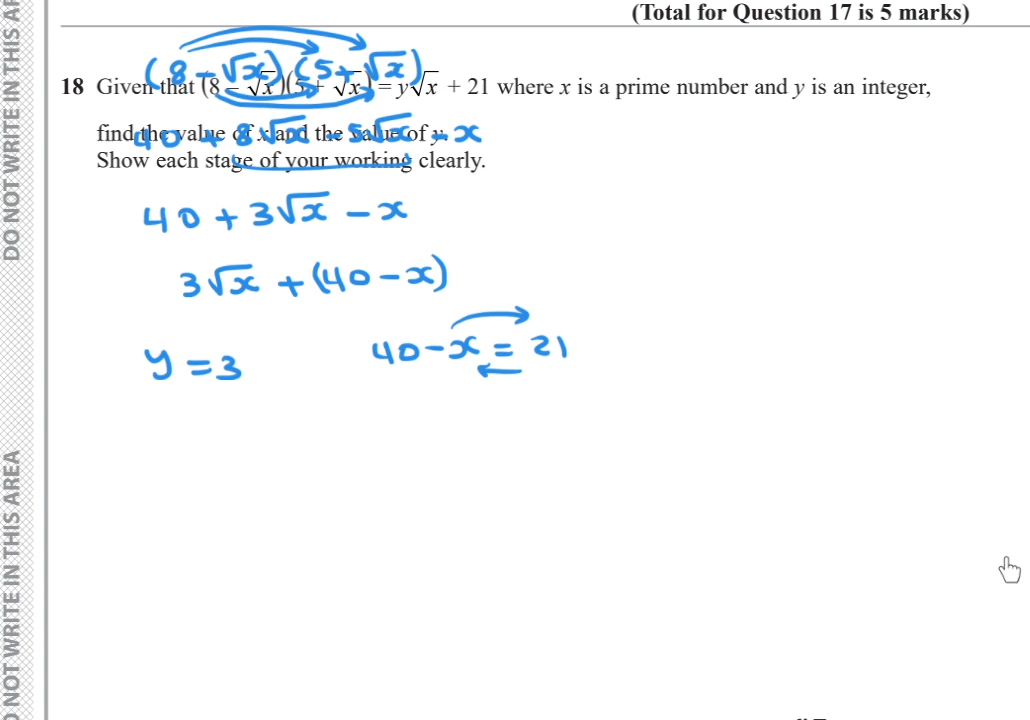 (Total for Question 17 is 5 marks)
(8 - √x) (5 + √x)
18 Given that (8 – √x)(5 + √x) = y√x + 21 where x is a prime number and y is an integer,
40 + 8√x - 5√x - x
find the value of x and the value of y.
Show each stage of your working clearly.
40 + 3√x - x
3√x + (40 - x)
y = 3 40 - x = 21
DO NOT WRITE IN THIS AR
NOT WRITE IN THIS AREA